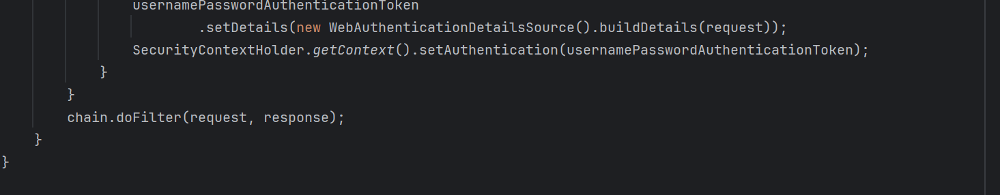 usernamePasswordAuthenticationToken
.setDetails(new WebAuthenticationDetailsSource().buildDetails(request));
SecurityContextHolder.getContext().setAuthentication(usernamePasswordAuthenticationToken);
}
}
chain.doFilter(request, response);
}
}